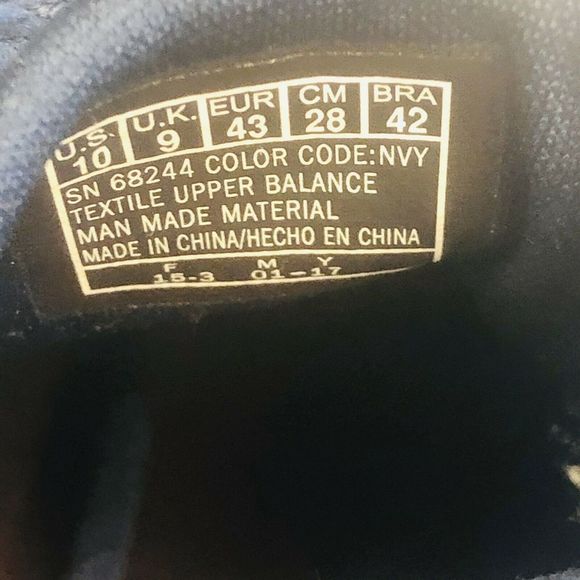 U.S. U.K. EUR CM BRA
10 9 43 28 42
SN 68244 COLOR CODE:NVY
TEXTILE UPPER BALANCE
MAN MADE MATERIAL
MADE IN CHINA/HECHO EN CHINA
F M Y
15-3 01-17